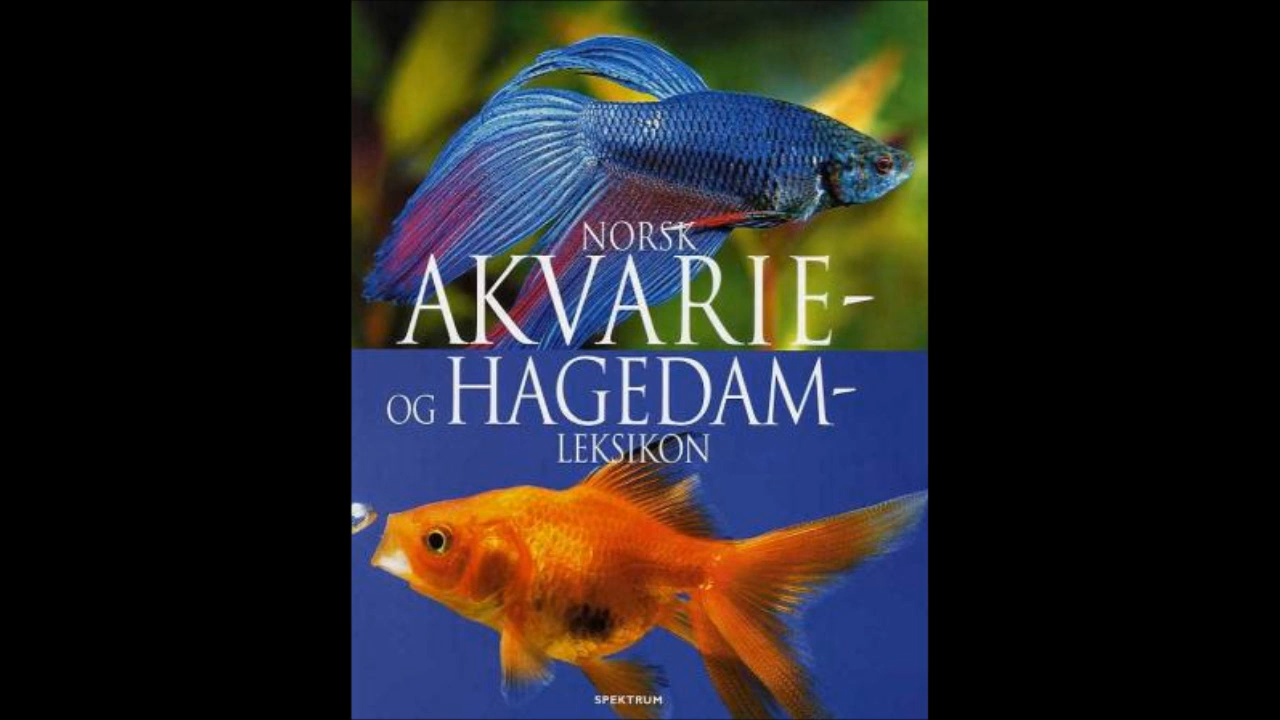 NORSK
AKVARIE-
OG HAGEDAM-
LEKSIKON
SPEKTRUM